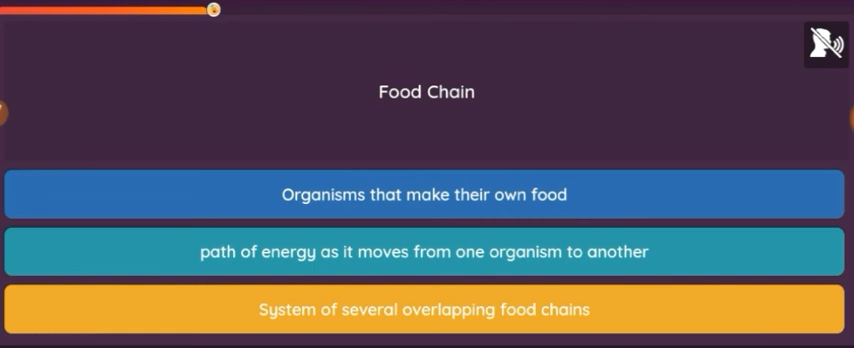 Food Chain
Organisms that make their own food
path of energy as it moves from one organism to another
System of several overlapping food chains